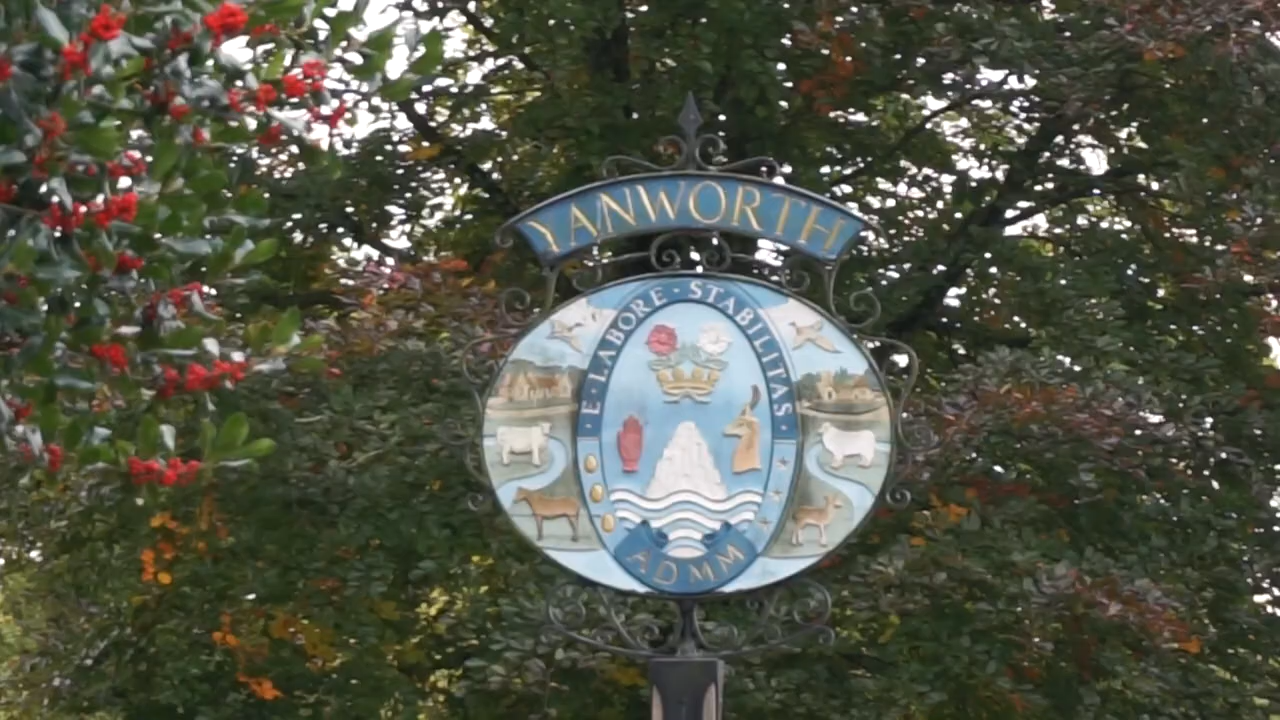 YANWORTH
· E · LABORE · STABILITAS ·
ADMM